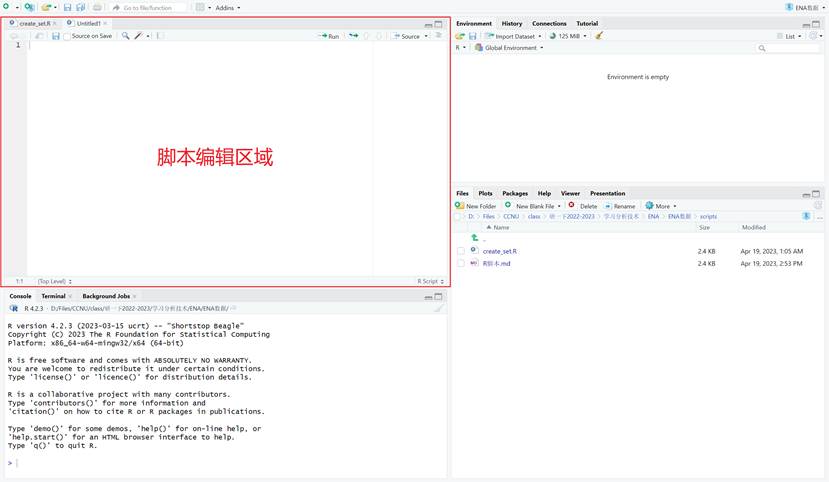 Go to file/function
Addins
ENA数据
create_set.R
Untitled1
Source on Save
Run
Source
1
脚本编辑区域
1:1
(Top Level)
R Script
Console
Terminal
Background Jobs
R 4.2.3 · D:/Files/CCNU/class/研一下2022-2023/学习分析技术/ENA/ENA数据/
R version 4.2.3 (2023-03-15 ucrt) -- "Shortstop Beagle"
Copyright (C) 2023 The R Foundation for Statistical Computing
Platform: x86_64-w64-mingw32/x64 (64-bit)
R is free software and comes with ABSOLUTELY NO WARRANTY.
You are welcome to redistribute it under certain conditions.
Type 'license()' or 'licence()' for distribution details.
R is a collaborative project with many contributors.
Type 'contributors()' for more information and
'citation()' on how to cite R or R packages in publications.
Type 'demo()' for some demos, 'help()' for on-line help, or
'help.start()' for an HTML browser interface to help.
Type 'q()' to quit R.
>
Environment
History
Connections
Tutorial
Import Dataset
125 MiB
List
R
Global Environment
Environment is empty
Files
Plots
Packages
Help
Viewer
Presentation
New Folder
New Blank File
Delete
Rename
More
D:
Files
CCNU
class
研一下2022-2023
学习分析技术
ENA
ENA数据
scripts
...
Name
Size
Modified
..
create_set.R
2.4 KB
Apr 19, 2023, 1:05 AM
R脚本.md
2.4 KB
Apr 19, 2023, 2:53 PM